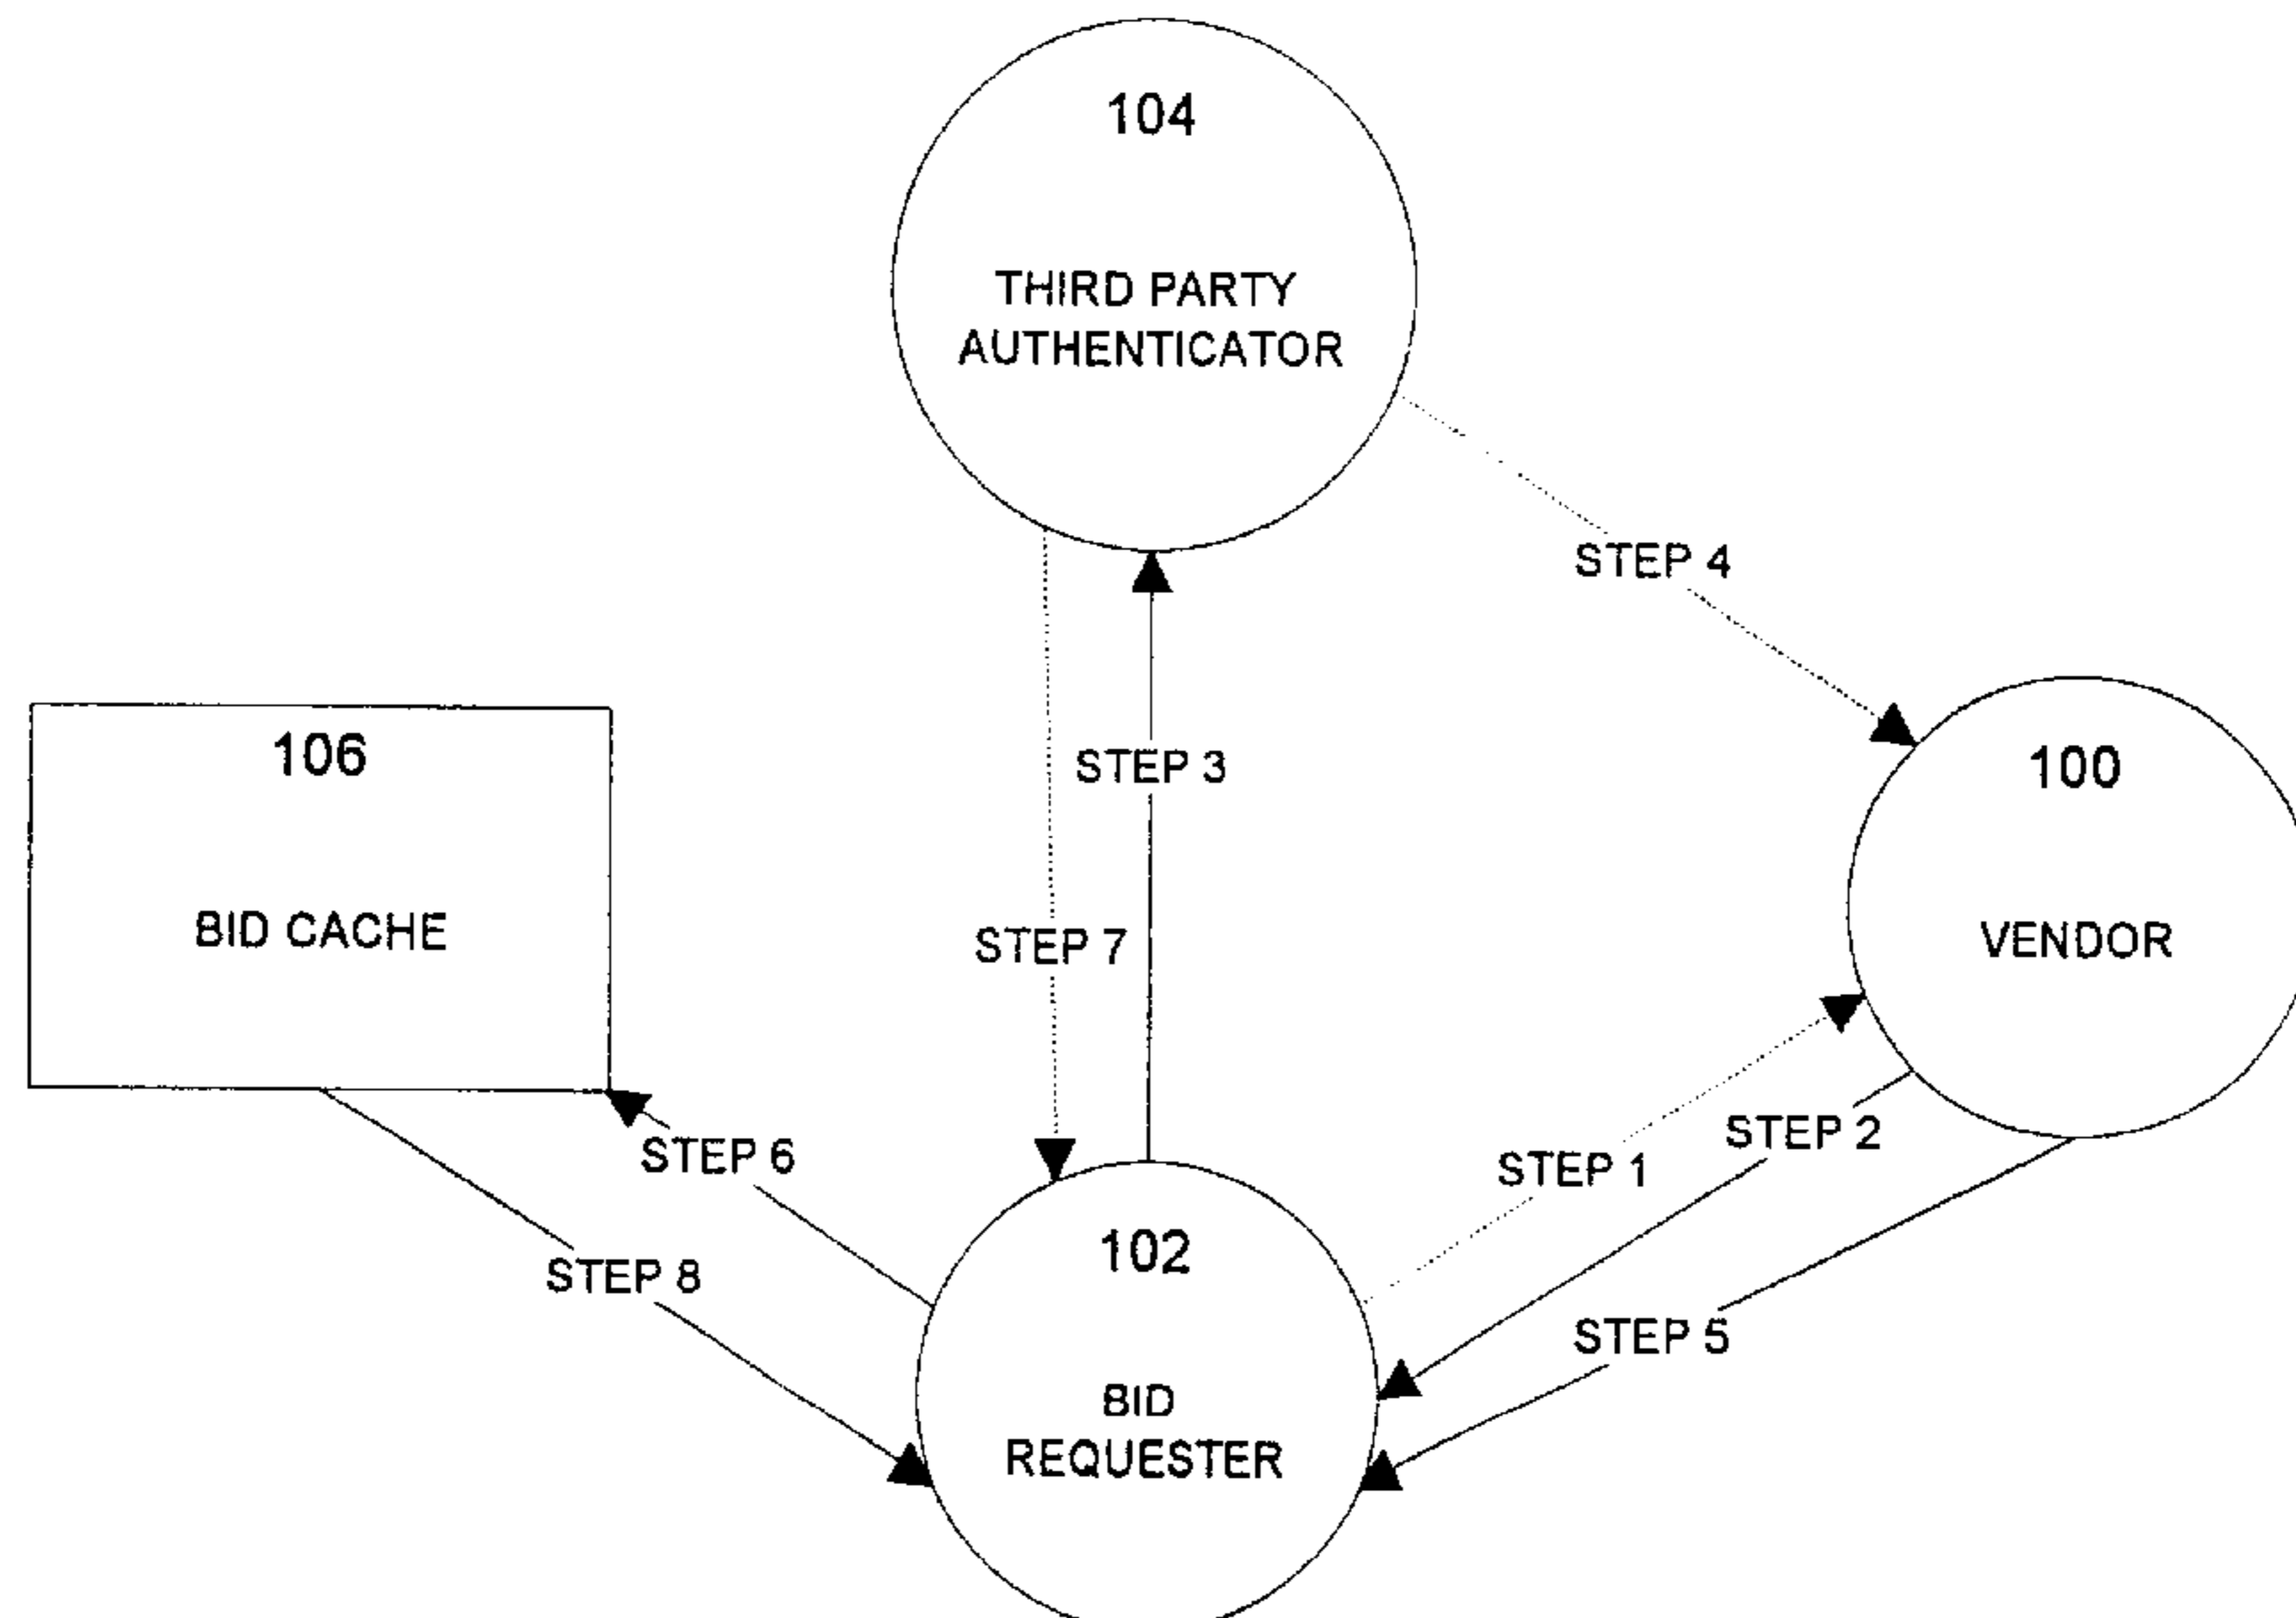 104
THIRD PARTY
AUTHENTICATOR
STEP 4
106
BID CACHE
STEP 3
STEP 7
100
VENDOR
STEP 6
STEP 8
STEP 1
STEP 2
STEP 5
102
BID
REQUESTER